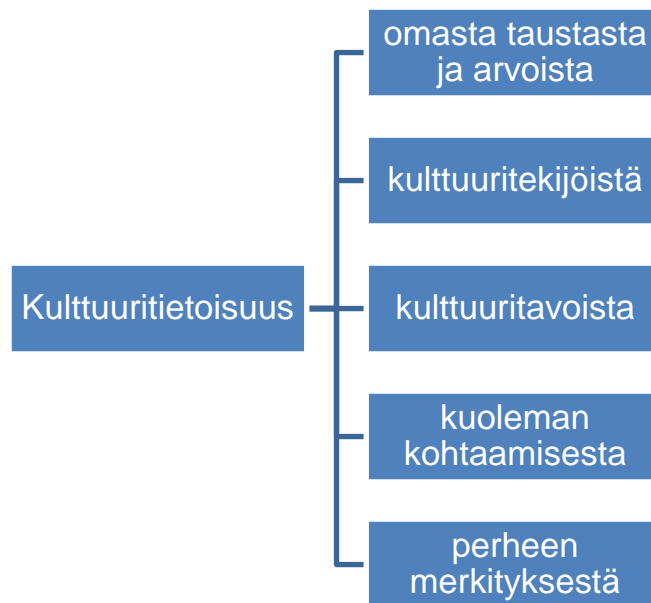 omasta taustasta
ja arvoista
kulttuuritekijöistä
Kulttuuritietoisuus
kulttuuritavoista
kuoleman
kohtaamisesta
perheen
merkityksestä